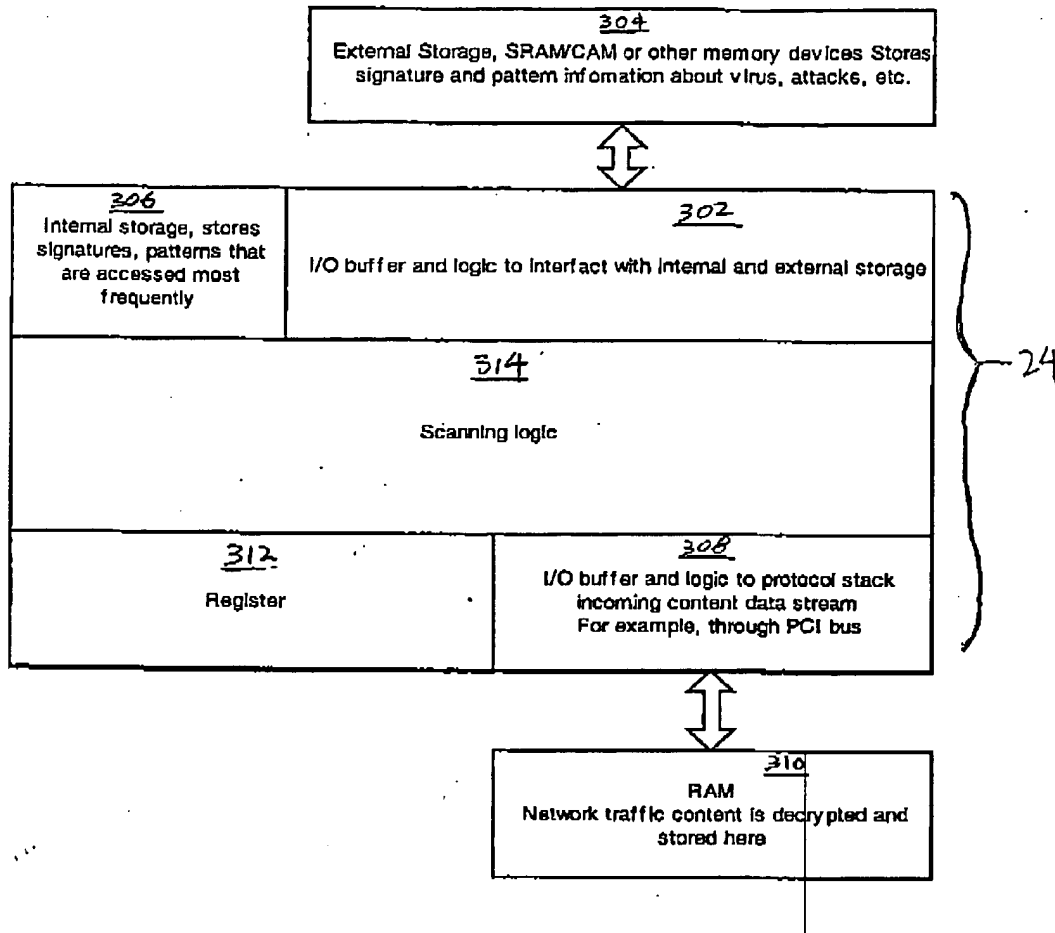 304
External Storage, SRAM/CAM or other memory devices Stores
signature and pattern infomation about virus, attacks, etc.
306
Internal storage, stores
signatures, patterns that
are accessed most
frequently
302
I/O buffer and logic to interfact with internal and external storage
24
314
Scanning logic
312
Register
308
I/O buffer and logic to protocol stack
incoming content data stream
For example, through PCI bus
310
RAM
Network traffic content is decrypted and
stored here